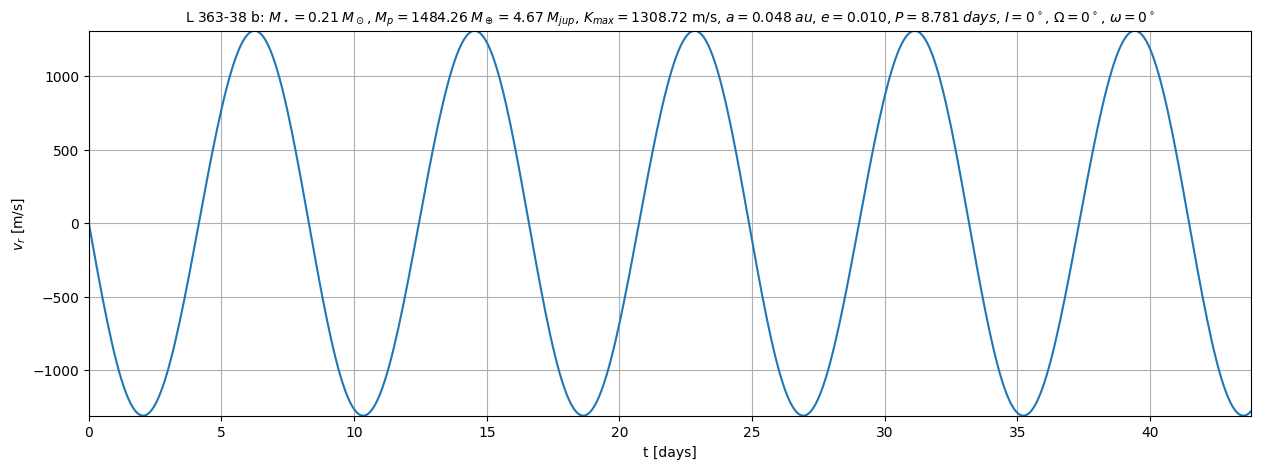 L 363-38 b: M⋆ = 0.21 M⊙, Mp = 1484.26 M⊕ = 4.67 Mjup, Kmax = 1308.72 m/s, a = 0.048 au, e = 0.010, P = 8.781 days, I = 0°, Ω = 0°, ω = 0°
1000
500
0
−500
−1000
vr [m/s]
0 5 10 15 20 25 30 35 40
t [days]